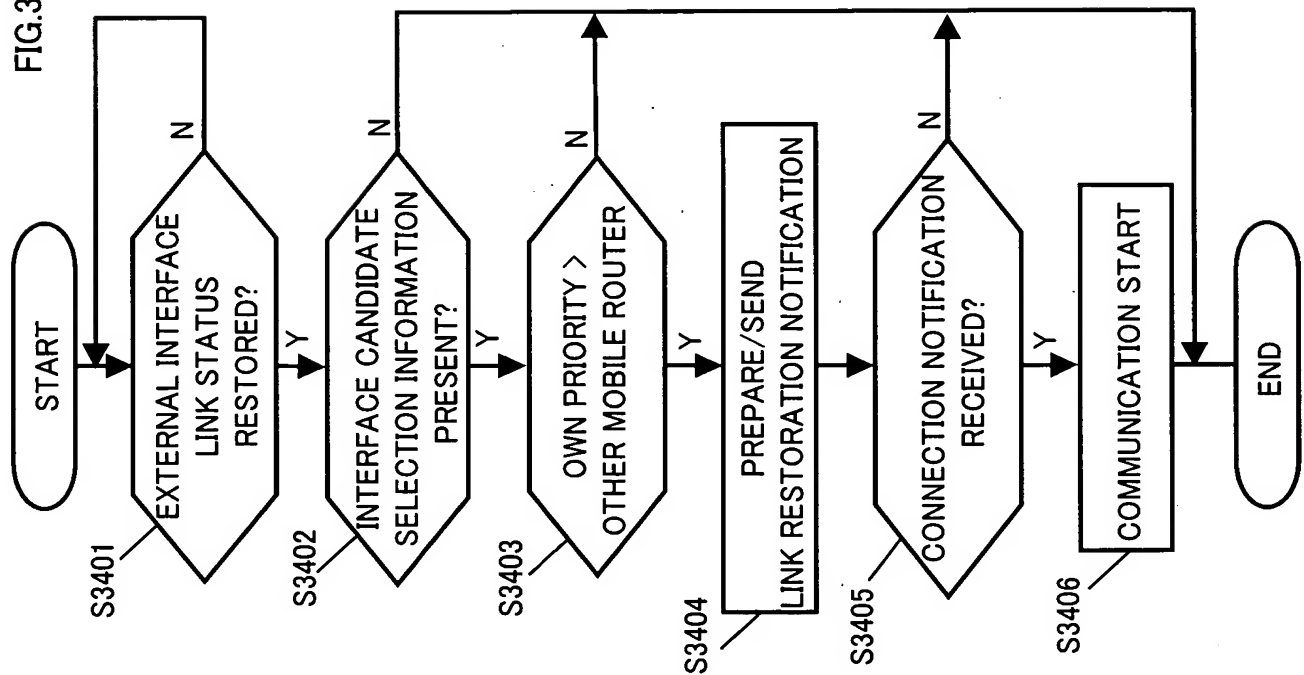 FIG.3
START
S3401
EXTERNAL INTERFACE
LINK STATUS
RESTORED?
N
Y
S3402
INTERFACE CANDIDATE
SELECTION INFORMATION
PRESENT?
N
Y
S3403
OWN PRIORITY >
OTHER MOBILE ROUTER
N
Y
S3404
PREPARE/SEND
LINK RESTORATION NOTIFICATION
S3405
CONNECTION NOTIFICATION
RECEIVED?
N
Y
S3406
COMMUNICATION START
END